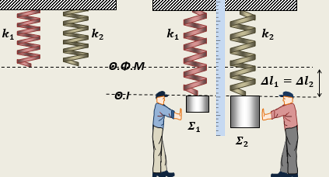 k₁ k₂ k₁ k₂
Θ.Φ.Μ
Δl₁ = Δl₂
Θ.Ι
Σ₁
Σ₂